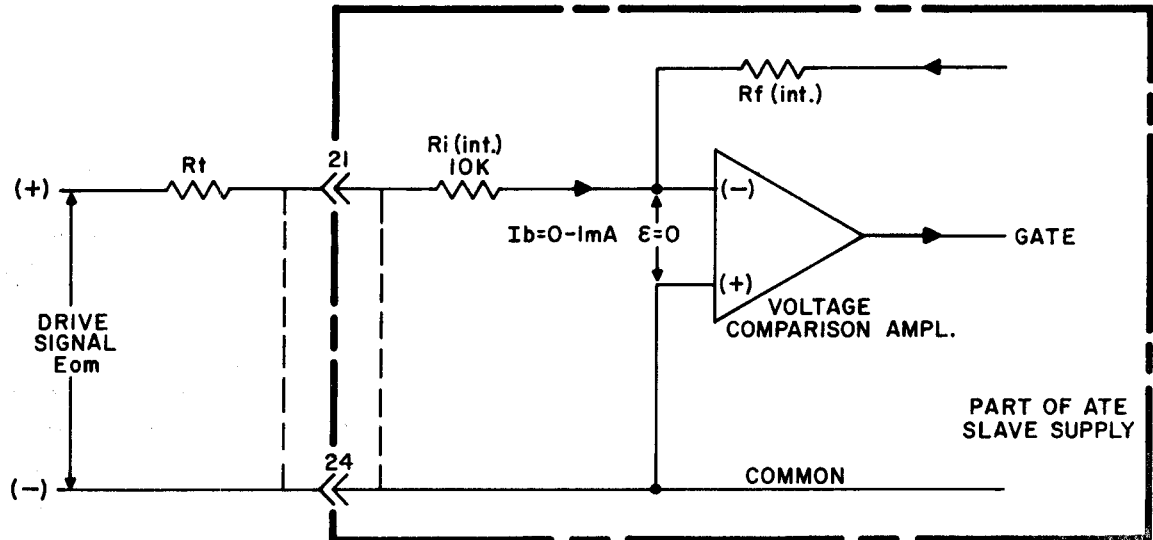 Rf (int.)
Rt
21
Ri (int.)
10K
(+)
(–)
Ib=0-1mA
ε=0
GATE
(+)
VOLTAGE
COMPARISON AMPL.
DRIVE
SIGNAL
Eom
PART OF ATE
SLAVE SUPPLY
24
COMMON
(–)